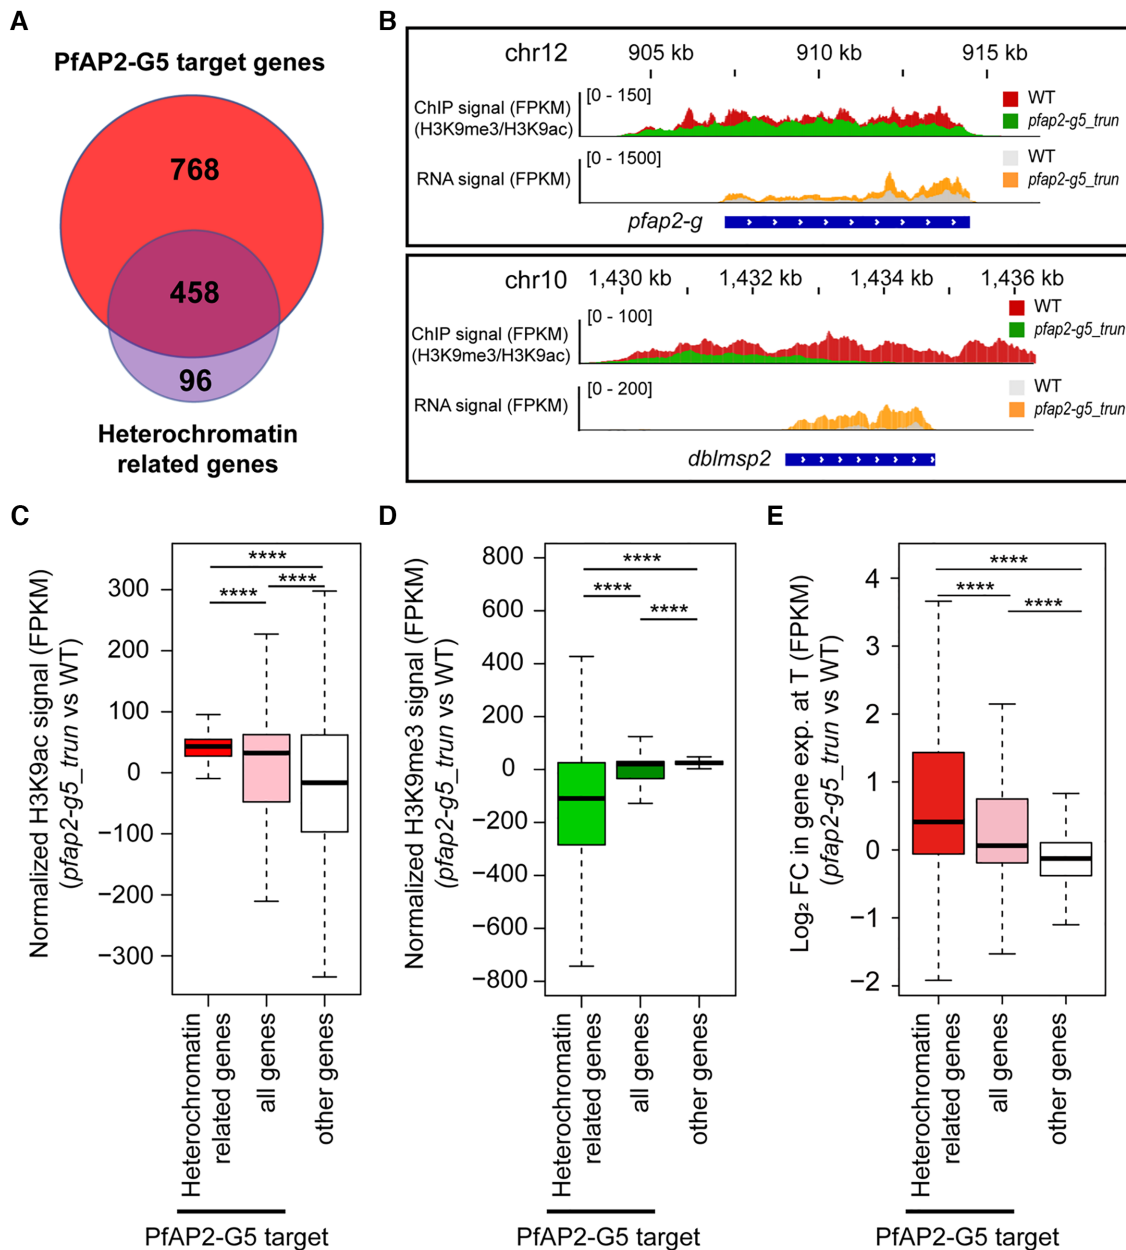 A
PfAP2-G5 target genes
768
458
96
Heterochromatin
related genes
B
chr12
905 kb
910 kb
915 kb
ChIP signal (FPKM)
(H3K9me3/H3K9ac)
[0 - 150]
WT
pfap2-g5_trun
RNA signal (FPKM)
[0 - 1500]
WT
pfap2-g5_trun
pfap2-g
chr10
1,430 kb
1,432 kb
1,434 kb
1,436 kb
ChIP signal (FPKM)
(H3K9me3/H3K9ac)
[0 - 100]
WT
pfap2-g5_trun
RNA signal (FPKM)
[0 - 200]
WT
pfap2-g5_trun
dblmsp2
C
Normalized H3K9ac signal (FPKM)
(pfap2-g5_trun vs WT)
300
200
100
0
−100
−200
−300
****
****
****
Heterochromatin
related genes
all genes
other genes
PfAP2-G5 target
D
Normalized H3K9me3 signal (FPKM)
(pfap2-g5_trun vs WT)
800
600
400
200
0
−200
−400
−600
−800
****
****
****
Heterochromatin
related genes
all genes
other genes
PfAP2-G5 target
E
Log₂ FC in gene exp. at T (FPKM)
(pfap2-g5_trun vs WT)
4
3
2
1
0
−1
−2
****
****
****
Heterochromatin
related genes
all genes
other genes
PfAP2-G5 target